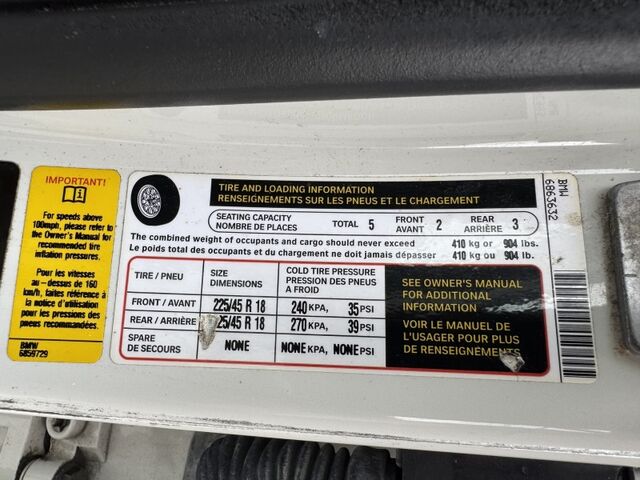 IMPORTANT!
For speeds above
100mph, please refer to
the Owner's Manual for
recommended tire
inflation pressures.
Pour les vitesses
au-dessus de 160
km/h, faites référence à
la notice d'utilisation
pour les pressions des
pneus recommandés
BMW
6859729
TIRE AND LOADING INFORMATION
RENSEIGNEMENTS SUR LES PNEUS ET LE CHARGEMENT
SEATING CAPACITY
NOMBRE DE PLACES
TOTAL 5
FRONT
AVANT 2
REAR
ARRIÈRE 3
The combined weight of occupants and cargo should never exceed 410 kg or 904 lbs.
Le poids total des occupants et du chargement ne doit jamais dépasser 410 kg ou 904 lb.
TIRE / PNEU
SIZE
DIMENSIONS
COLD TIRE PRESSURE
PRESSION DES PNEUS
A FROID
FRONT / AVANT 225/45 R 18 240 KPA, 35 PSI
REAR / ARRIÈRE 25/45 R 18 270 KPA, 39 PSI
SPARE
DE SECOURS
NONE NONE KPA, NONE PSI
SEE OWNER'S MANUAL
FOR ADDITIONAL
INFORMATION
VOIR LE MANUEL DE
L'USAGER POUR PLUS
DE RENSEIGNEMENTS
BMW
6863632